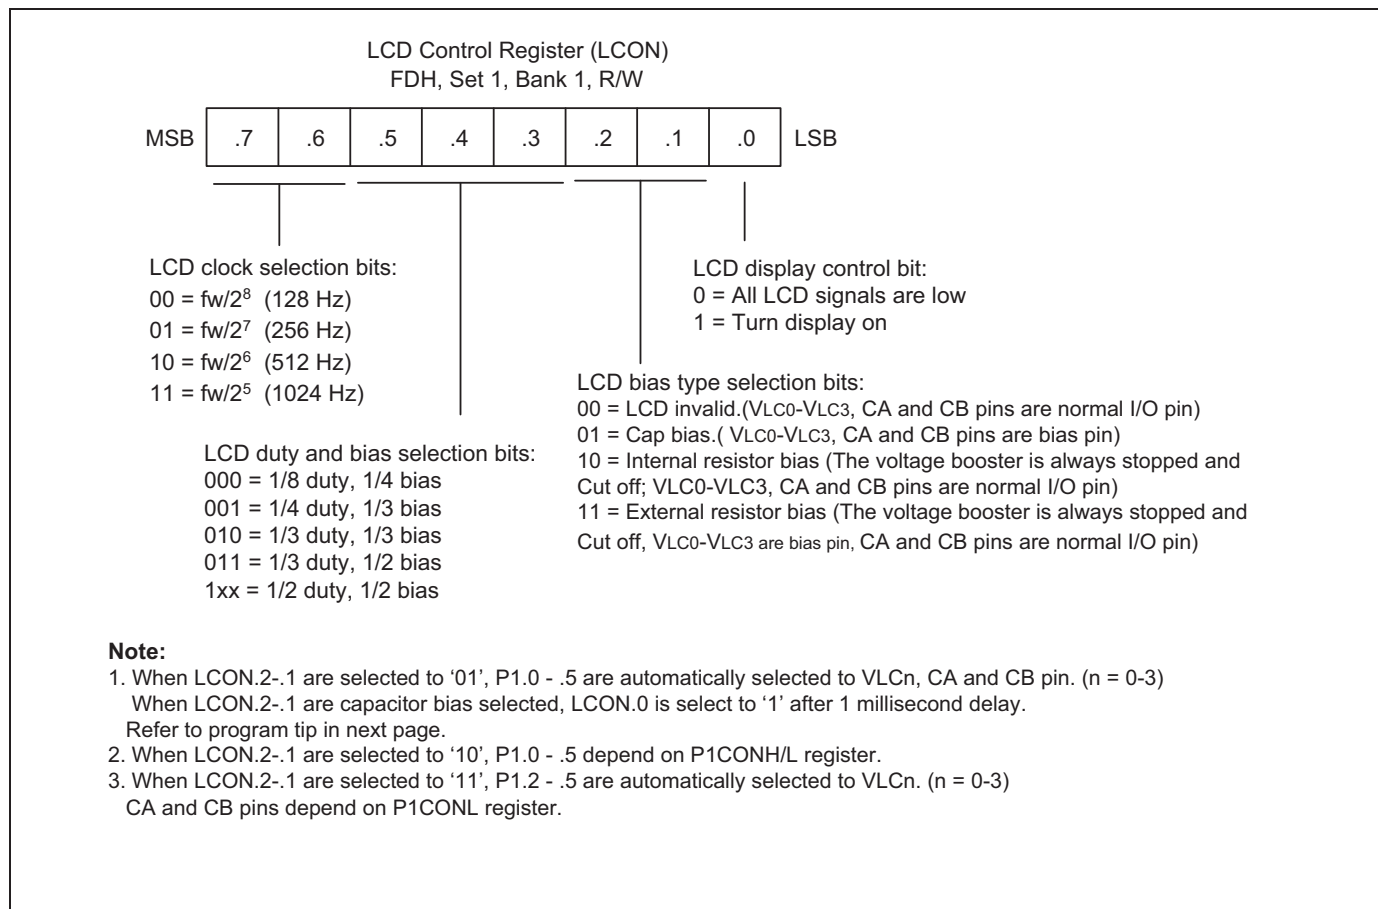 LCD Control Register (LCON)
FDH, Set 1, Bank 1, R/W
MSB .7 .6 .5 .4 .3 .2 .1 .0 LSB
LCD clock selection bits:
00 = fw/2⁸ (128 Hz)
01 = fw/2⁷ (256 Hz)
10 = fw/2⁶ (512 Hz)
11 = fw/2⁵ (1024 Hz)
LCD display control bit:
0 = All LCD signals are low
1 = Turn display on
LCD bias type selection bits:
00 = LCD invalid.(VLC0-VLC3, CA and CB pins are normal I/O pin)
01 = Cap bias.( VLC0-VLC3, CA and CB pins are bias pin)
10 = Internal resistor bias (The voltage booster is always stopped and
Cut off; VLC0-VLC3, CA and CB pins are normal I/O pin)
11 = External resistor bias (The voltage booster is always stopped and
Cut off, VLC0-VLC3 are bias pin, CA and CB pins are normal I/O pin)
LCD duty and bias selection bits:
000 = 1/8 duty, 1/4 bias
001 = 1/4 duty, 1/3 bias
010 = 1/3 duty, 1/3 bias
011 = 1/3 duty, 1/2 bias
1xx = 1/2 duty, 1/2 bias
Note:
1. When LCON.2-.1 are selected to ‘01’, P1.0 - .5 are automatically selected to VLCn, CA and CB pin. (n = 0-3)
When LCON.2-.1 are capacitor bias selected, LCON.0 is select to ‘1’ after 1 millisecond delay.
Refer to program tip in next page.
2. When LCON.2-.1 are selected to ‘10’, P1.0 - .5 depend on P1CONH/L register.
3. When LCON.2-.1 are selected to ‘11’, P1.2 - .5 are automatically selected to VLCn. (n = 0-3)
CA and CB pins depend on P1CONL register.